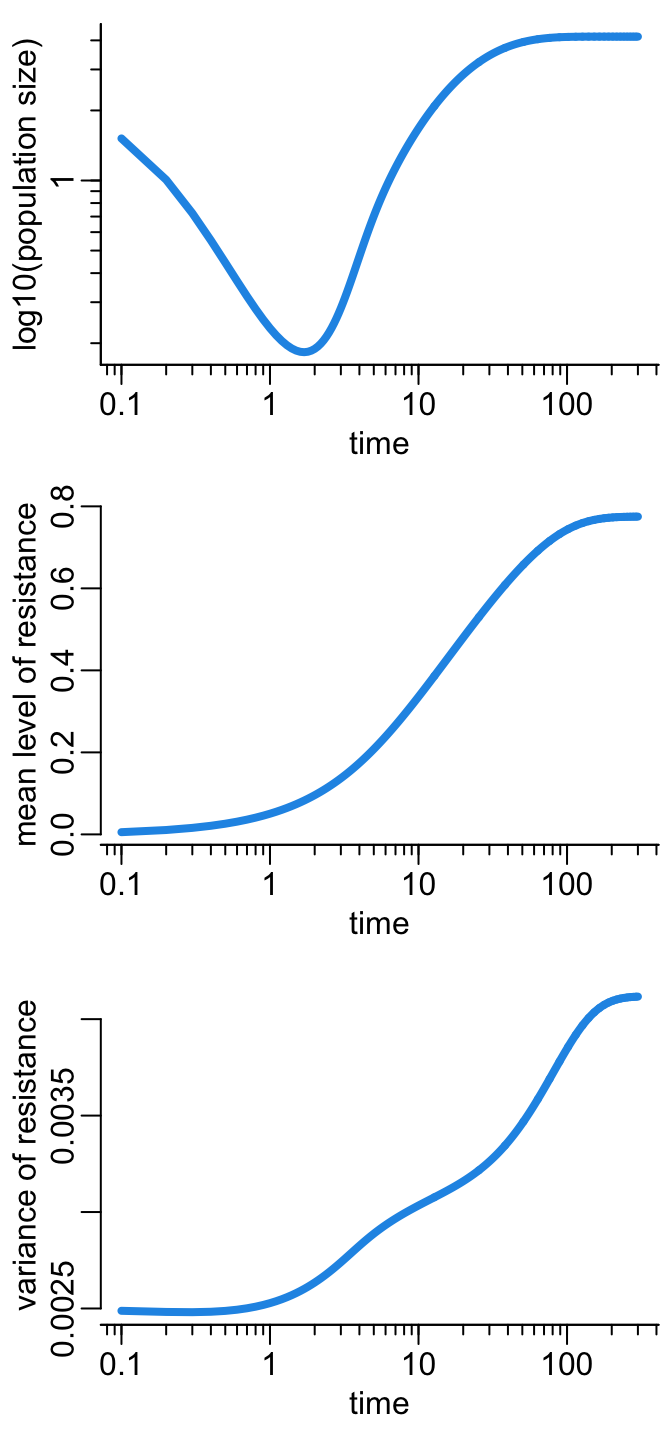 log10(population size)
1
0.1 1 10 100
time
mean level of resistance
0.0 0.2 0.4 0.6 0.8
0.1 1 10 100
time
variance of resistance
0.0025 0.0035
0.1 1 10 100
time